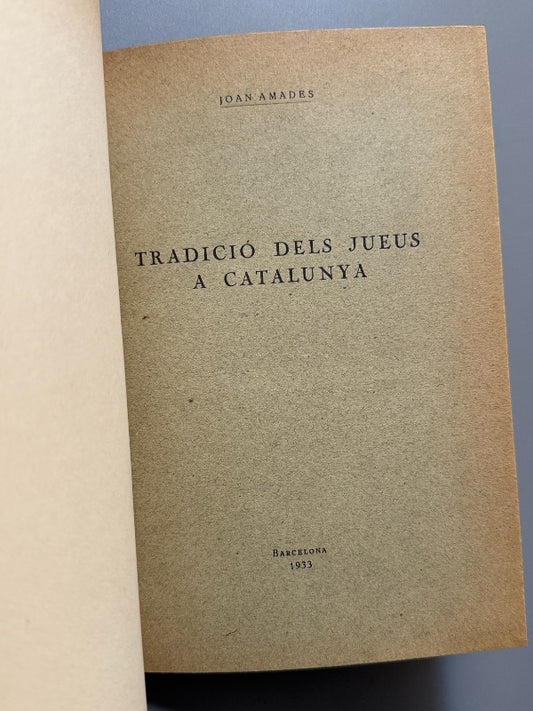 JOAN AMADES
TRADICIÓ DELS JUEUS
A CATALUNYA
BARCELONA
1933